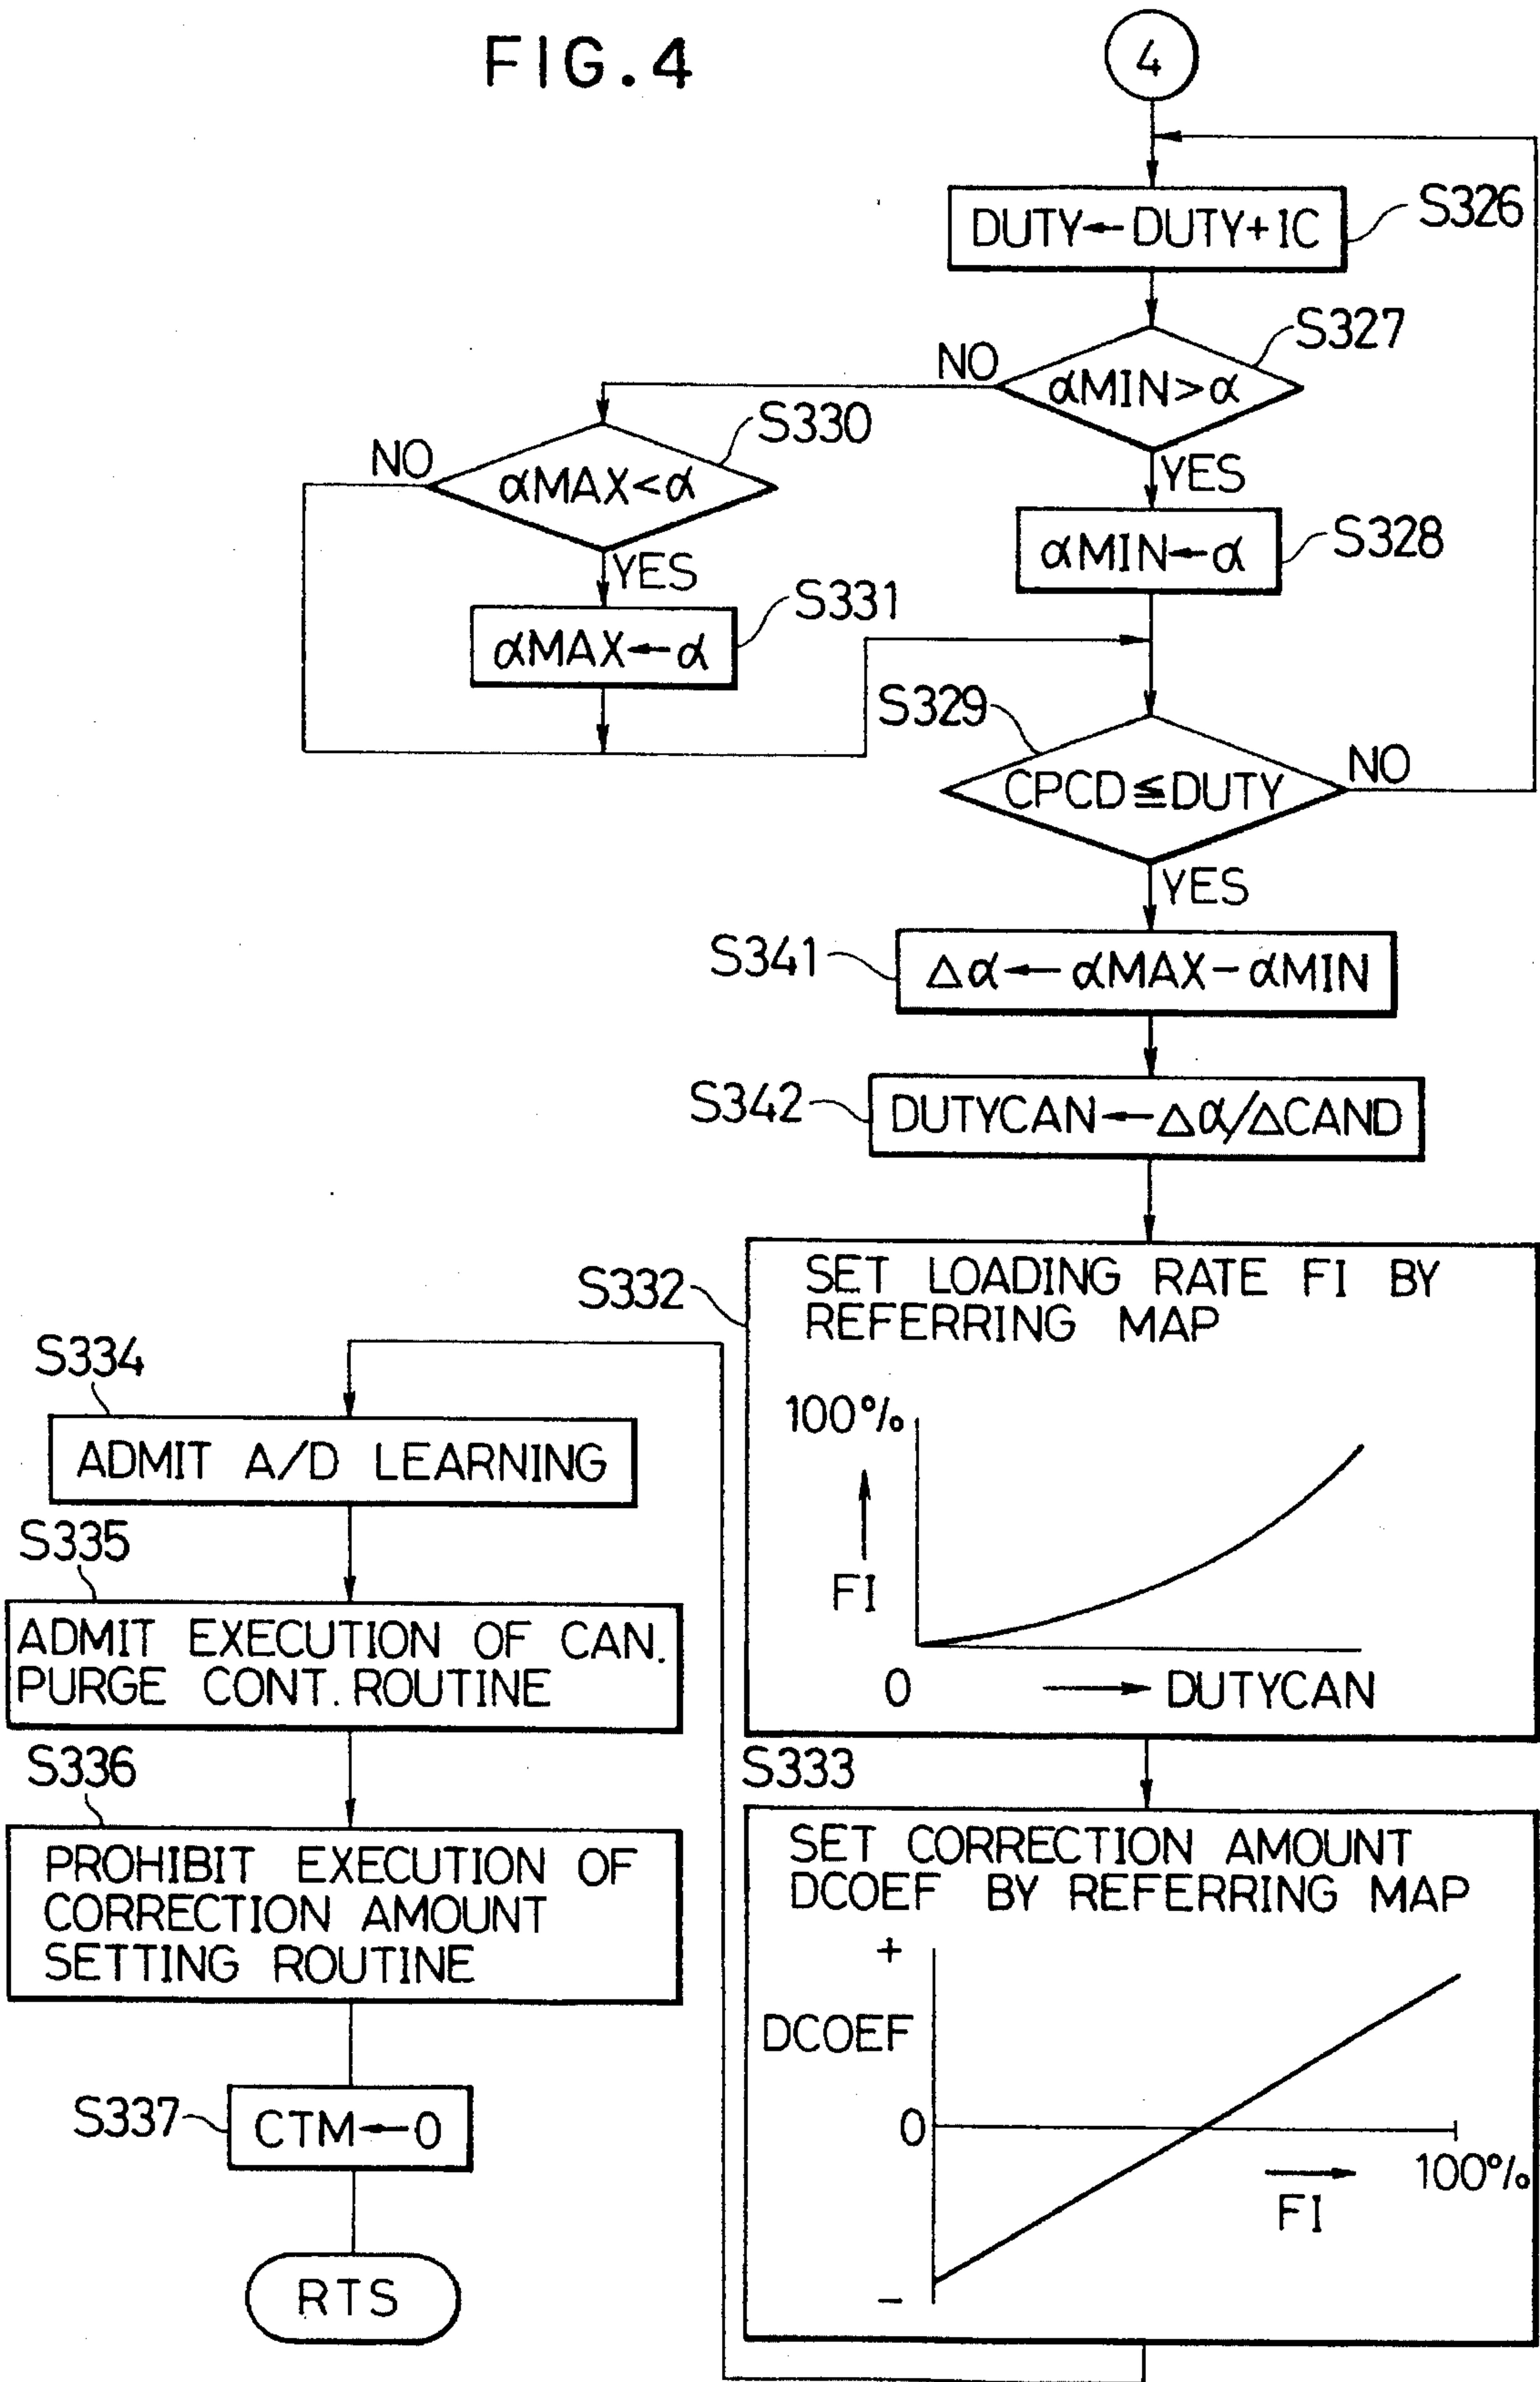 FIG.4
4
DUTY←DUTY+1C
S326
S327
NO
αMIN>α
YES
S330
NO
αMAX<α
YES
S328
αMIN←α
S331
αMAX←α
S329
CPCD≦DUTY
NO
YES
S341
Δα←αMAX-αMIN
S342
DUTYCAN←Δα/ΔCAND
S332
SET LOADING RATE FI BY
REFERRING MAP
100%
FI
0
→ DUTYCAN
S333
SET CORRECTION AMOUNT
DCOEF BY REFERRING MAP
+
DCOEF
0
100%
FI
-
S334
ADMIT A/D LEARNING
S335
ADMIT EXECUTION OF CAN.
PURGE CONT. ROUTINE
S336
PROHIBIT EXECUTION OF
CORRECTION AMOUNT
SETTING ROUTINE
S337
CTM←0
RTS